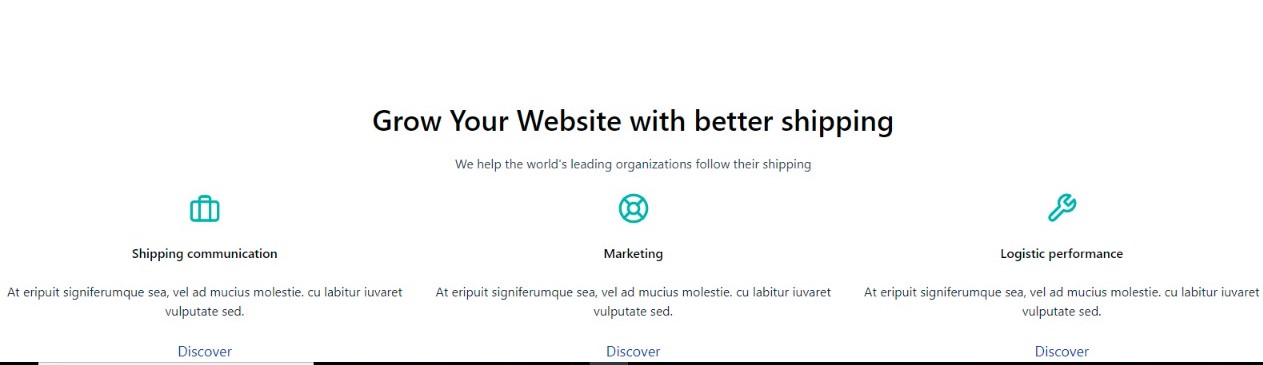 Grow Your Website with better shipping
We help the world's leading organizations follow their shipping
Shipping communication
At eripuit signiferumque sea, vel ad mucius molestie. cu labitur iuvaret
vulputate sed.
Discover
Marketing
At eripuit signiferumque sea, vel ad mucius molestie. cu labitur iuvaret
vulputate sed.
Discover
Logistic performance
At eripuit signiferumque sea, vel ad mucius molestie. cu labitur iuvaret
vulputate sed.
Discover